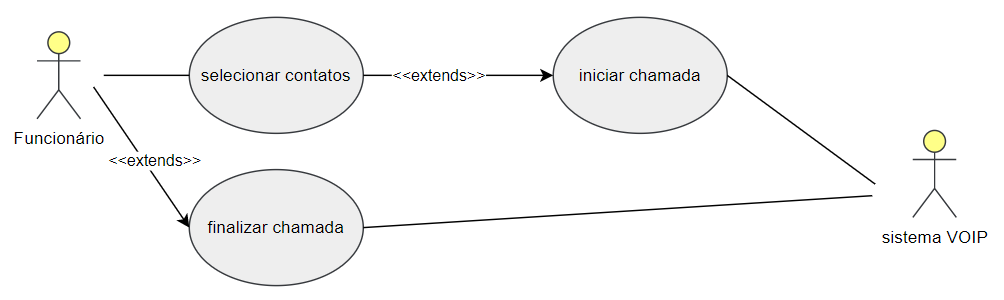 selecionar contatos
<<extends>>
iniciar chamada
Funcionário
<<extends>>
finalizar chamada
sistema VOIP